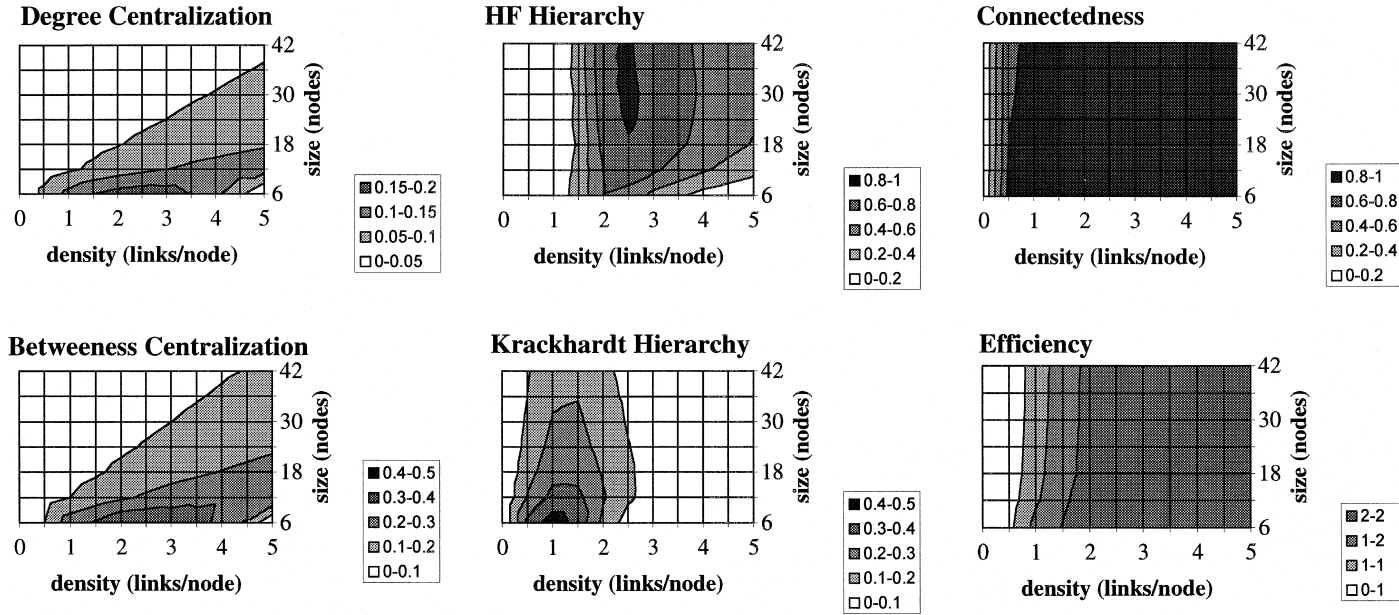 Degree Centralization
42
30
18
6
size (nodes)
0 1 2 3 4 5
density (links/node)
0.15-0.2
0.1-0.15
0.05-0.1
0-0.05
HF Hierarchy
42
30
18
6
size (nodes)
0 1 2 3 4 5
density (links/node)
0.8-1
0.6-0.8
0.4-0.6
0.2-0.4
0-0.2
Connectedness
42
30
18
6
size (nodes)
0 1 2 3 4 5
density (links/node)
0.8-1
0.6-0.8
0.4-0.6
0.2-0.4
0-0.2
Betweeness Centralization
42
30
18
6
size (nodes)
0 1 2 3 4 5
density (links/node)
0.4-0.5
0.3-0.4
0.2-0.3
0.1-0.2
0-0.1
Krackhardt Hierarchy
42
30
18
6
size (nodes)
0 1 2 3 4 5
density (links/node)
0.4-0.5
0.3-0.4
0.2-0.3
0.1-0.2
0-0.1
Efficiency
42
30
18
6
size (nodes)
0 1 2 3 4 5
density (links/node)
2-2
1-2
1-1
0-1